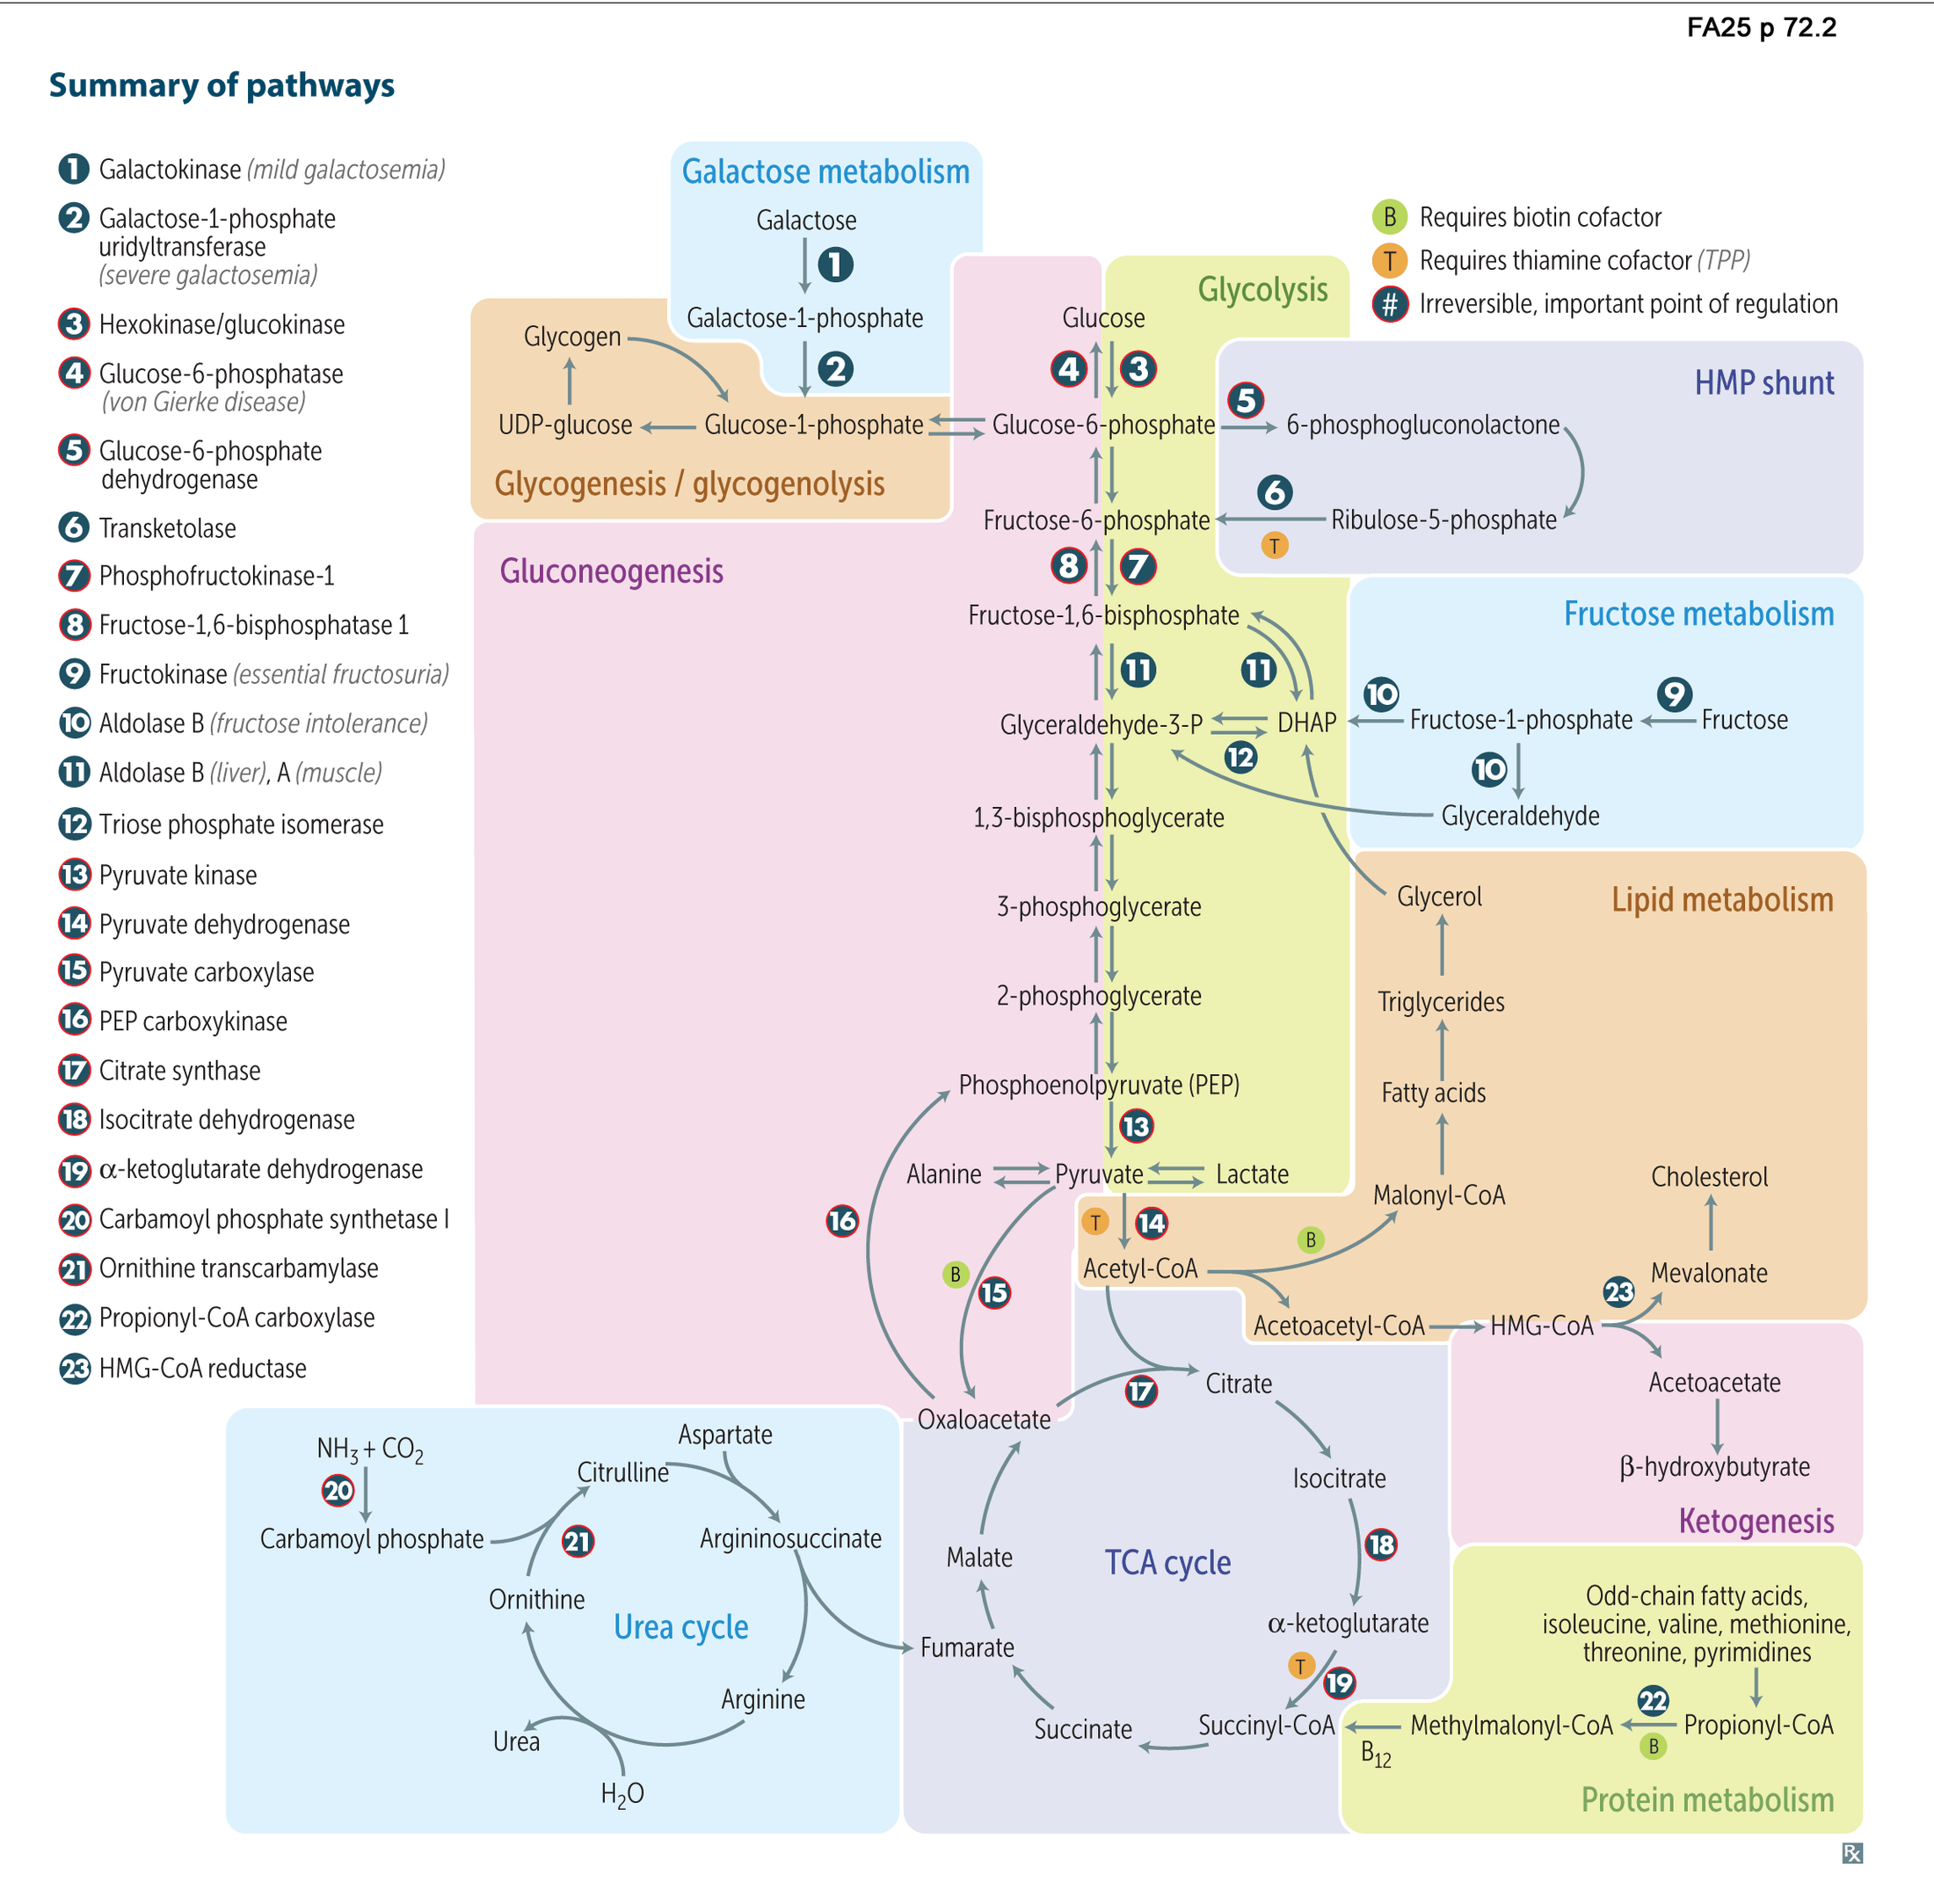 FA25 p 72.2
Summary of pathways
1 Galactokinase (mild galactosemia)
2 Galactose-1-phosphate
uridyltransferase
(severe galactosemia)
3 Hexokinase/glucokinase
4 Glucose-6-phosphatase
(von Gierke disease)
5 Glucose-6-phosphate
dehydrogenase
6 Transketolase
7 Phosphofructokinase-1
8 Fructose-1,6-bisphosphatase 1
9 Fructokinase (essential fructosuria)
10 Aldolase B (fructose intolerance)
11 Aldolase B (liver), A (muscle)
12 Triose phosphate isomerase
13 Pyruvate kinase
14 Pyruvate dehydrogenase
15 Pyruvate carboxylase
16 PEP carboxykinase
17 Citrate synthase
18 Isocitrate dehydrogenase
19 α-ketoglutarate dehydrogenase
20 Carbamoyl phosphate synthetase I
21 Ornithine transcarbamylase
22 Propionyl-CoA carboxylase
23 HMG-CoA reductase
B Requires biotin cofactor
T Requires thiamine cofactor (TPP)
# Irreversible, important point of regulation
Galactose metabolism
Galactose
1
Galactose-1-phosphate
2
Glycogen
UDP-glucose
Glucose-1-phosphate
Glycogenesis / glycogenolysis
Glycolysis
Glucose
4
3
Glucose-6-phosphate
5
6-phosphogluconolactone
HMP shunt
6
T
Ribulose-5-phosphate
Fructose-6-phosphate
Gluconeogenesis
8
7
Fructose-1,6-bisphosphate
11
11
Glyceraldehyde-3-P
12
DHAP
Fructose metabolism
10
Fructose-1-phosphate
9
Fructose
10
Glyceraldehyde
1,3-bisphosphoglycerate
3-phosphoglycerate
2-phosphoglycerate
Phosphoenolpyruvate (PEP)
13
Alanine
Pyruvate
Lactate
Lipid metabolism
Glycerol
Triglycerides
Fatty acids
Malonyl-CoA
Cholesterol
Mevalonate
16
B
15
T
14
B
Acetyl-CoA
23
Acetoacetyl-CoA
HMG-CoA
Acetoacetate
β-hydroxybutyrate
Ketogenesis
17
Oxaloacetate
Citrate
Isocitrate
18
α-ketoglutarate
T
19
Succinyl-CoA
Succinate
Fumarate
Malate
TCA cycle
NH3 + CO2
20
Carbamoyl phosphate
21
Citrulline
Aspartate
Argininosuccinate
Ornithine
Urea cycle
Arginine
Urea
H2O
Odd-chain fatty acids,
isoleucine, valine, methionine,
threonine, pyrimidines
22
B
Propionyl-CoA
Methylmalonyl-CoA
B12
Protein metabolism
Rx